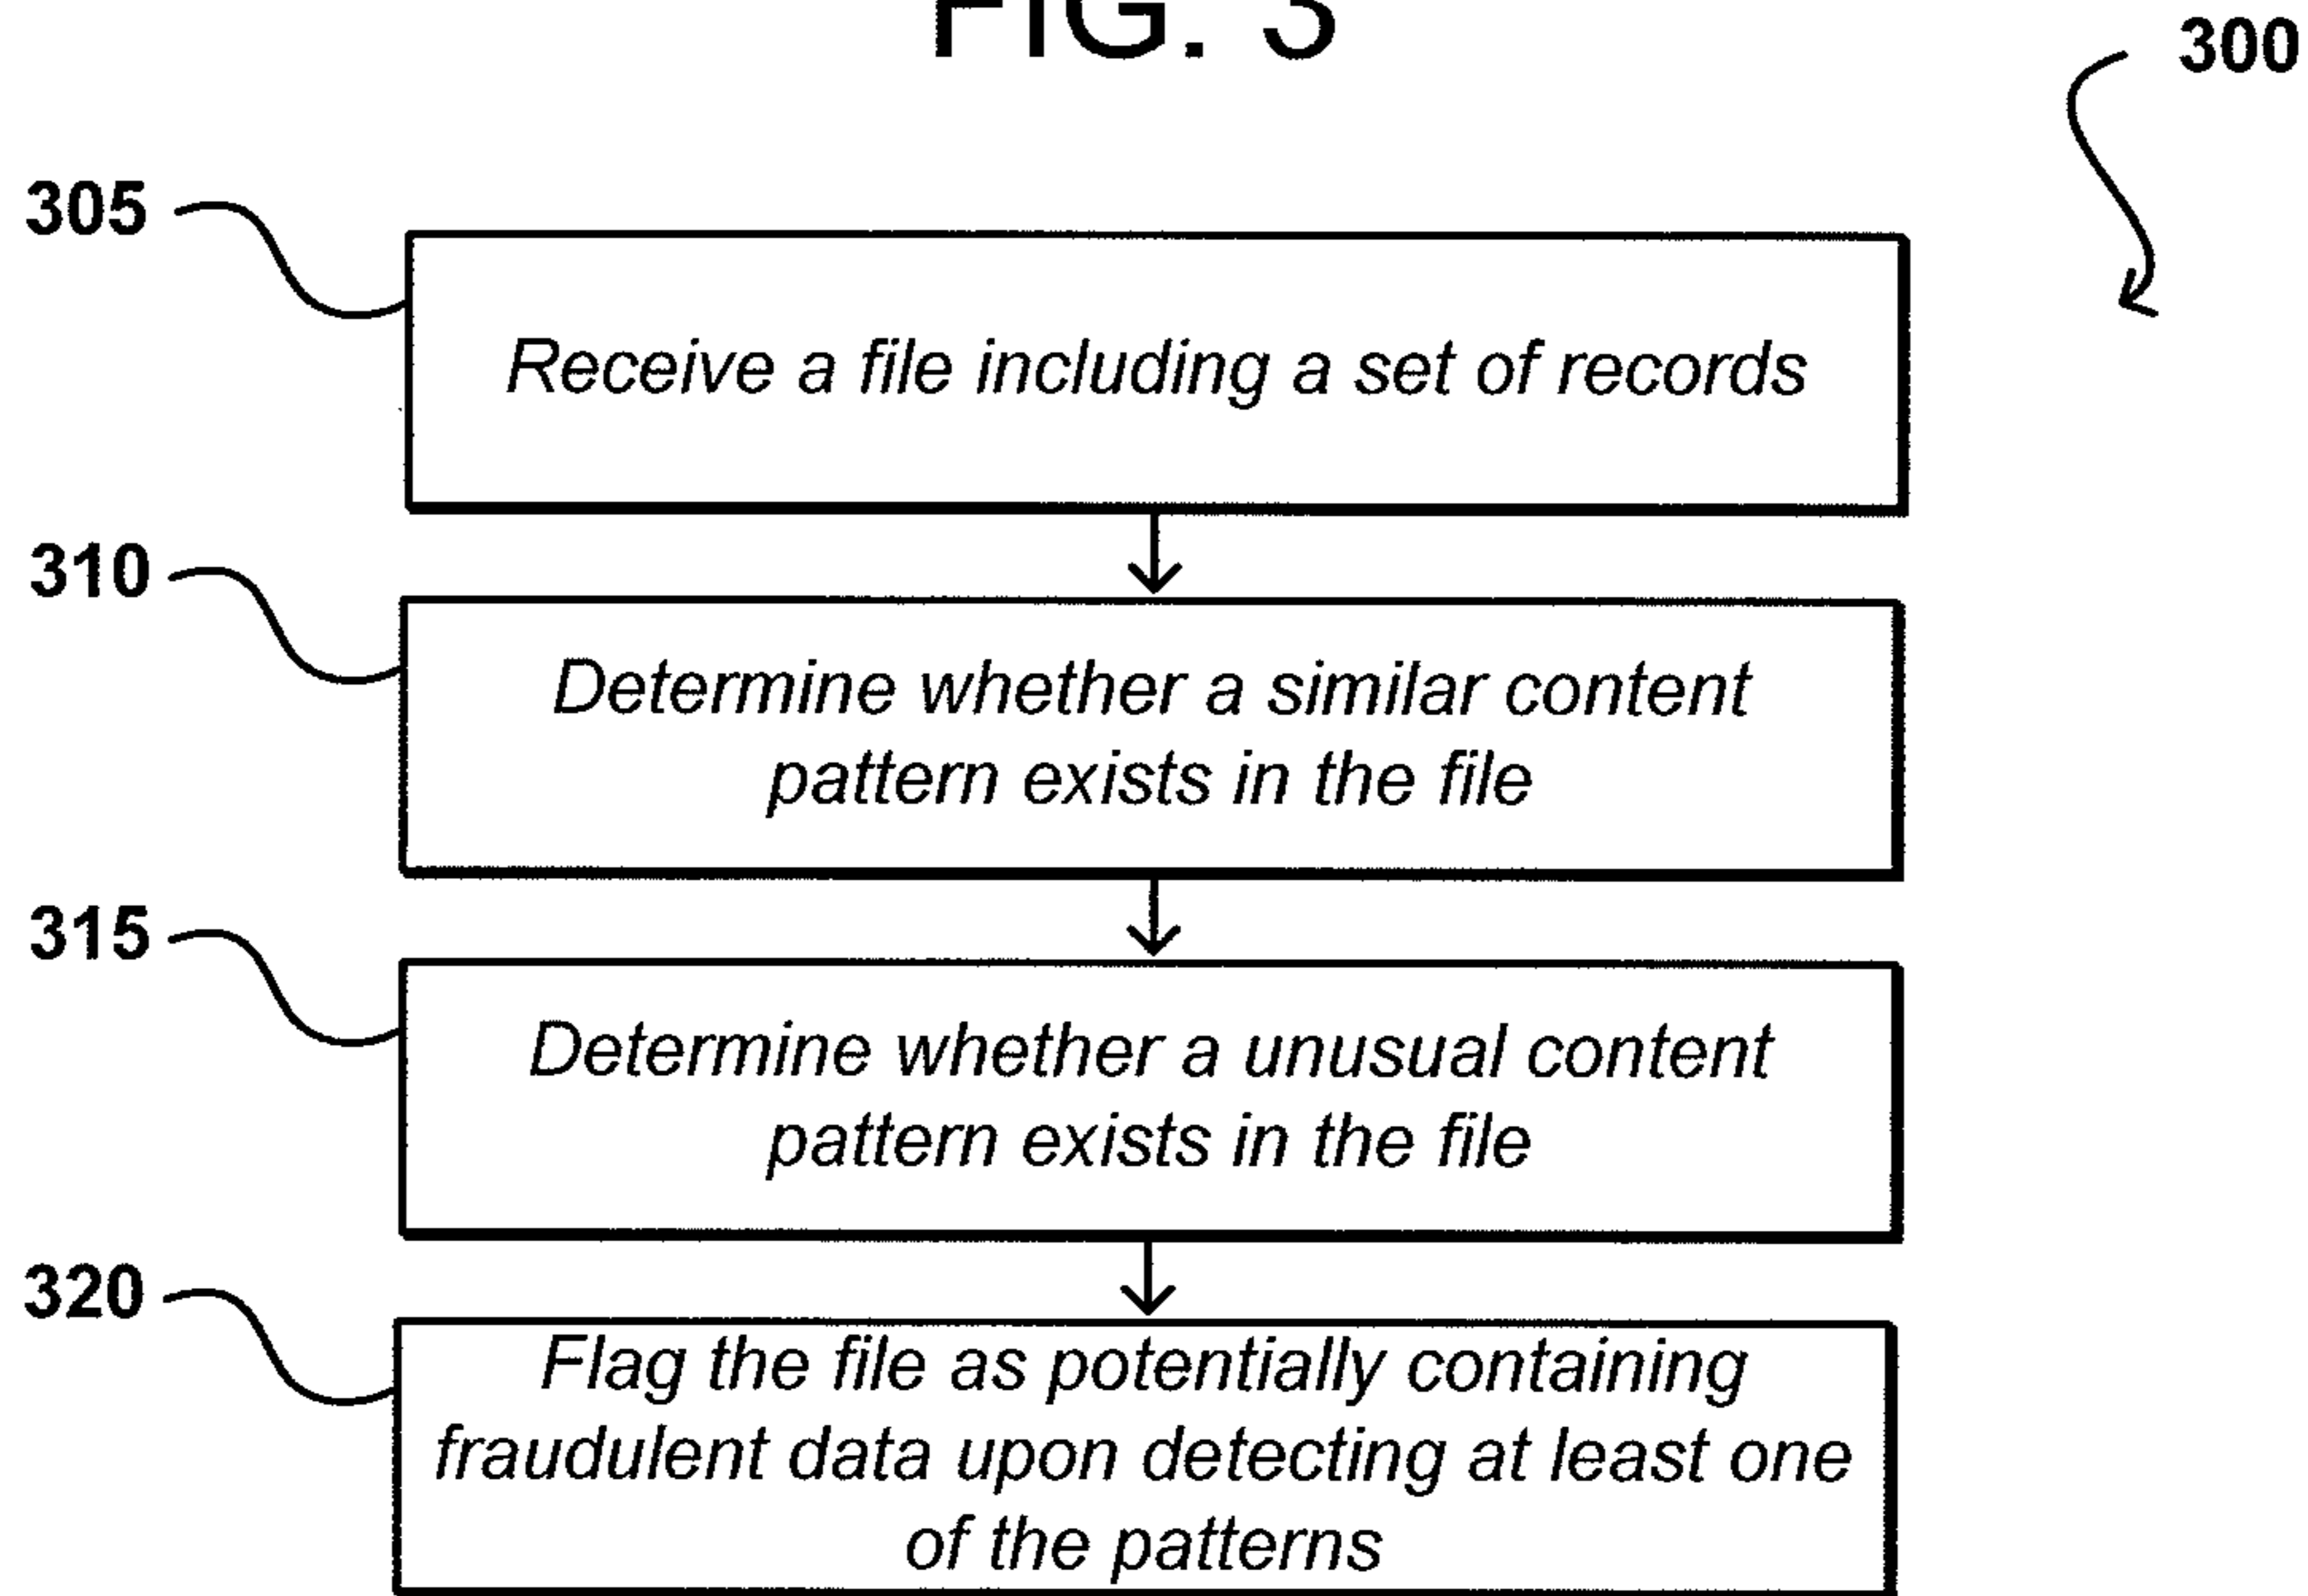 FIG. 3
300
305
Receive a file including a set of records
310
Determine whether a similar content
pattern exists in the file
315
Determine whether a unusual content
pattern exists in the file
320
Flag the file as potentially containing
fraudulent data upon detecting at least one
of the patterns